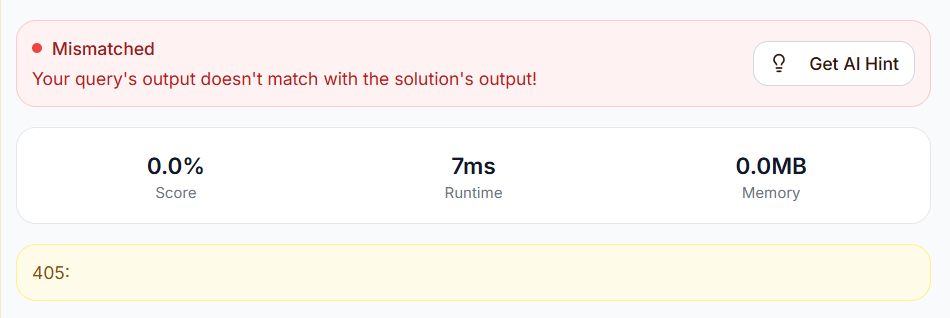 Mismatched
Your query's output doesn't match with the solution's output!
Get AI Hint
0.0%
Score
7ms
Runtime
0.0MB
Memory
405: